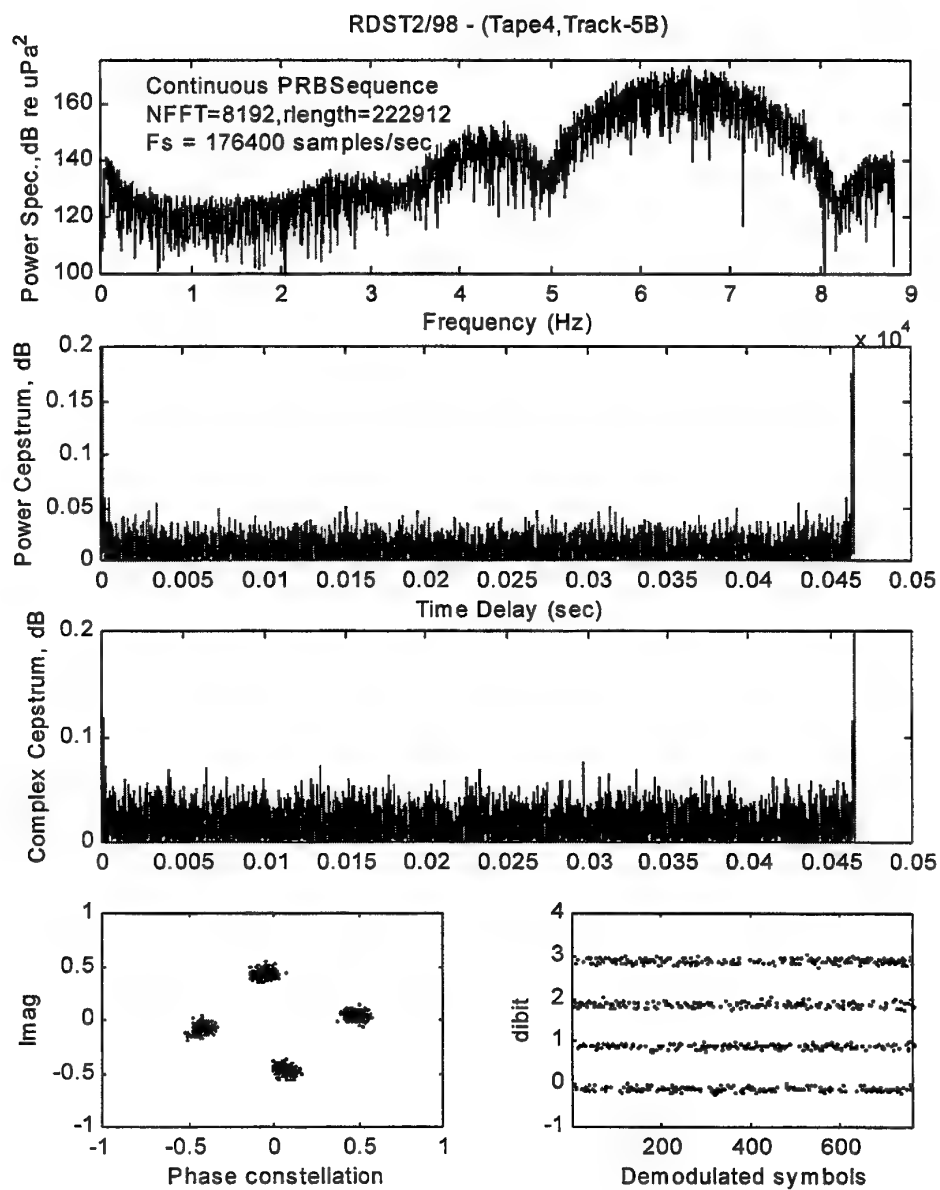 RDST2/98 - (Tape4,Track-5B)
Power Spec.,dB re uPa2
160
140
120
100
Continuous PRBSequence
NFFT=8192,rlength=222912
Fs = 176400 samples/sec
0 1 2 3 4 5 6 7 8 9
Frequency (Hz)
x 10^4
Power Cepstrum, dB
0.2
0.15
0.1
0.05
0
0 0.005 0.01 0.015 0.02 0.025 0.03 0.035 0.04 0.045 0.05
Time Delay (sec)
Complex Cepstrum, dB
0.2
0.1
0
0 0.005 0.01 0.015 0.02 0.025 0.03 0.035 0.04 0.045 0.05
Imag
1
0.5
0
-0.5
-1
-1 -0.5 0 0.5 1
Phase constellation
dibit
4
3
2
1
0
-1
200 400 600
Demodulated symbols